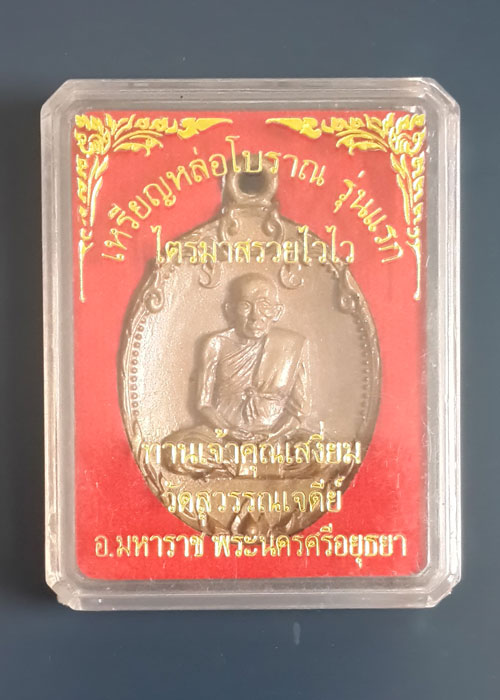 เหรียญหล่อโบราณ รุ่นแรก
ไตรมาสรวยไวไว
ท่านเจ้าคุณเสงี่ยม
วัดสุวรรณเจดีย์
อ.มหาราช พระนครศรีอยุธยา